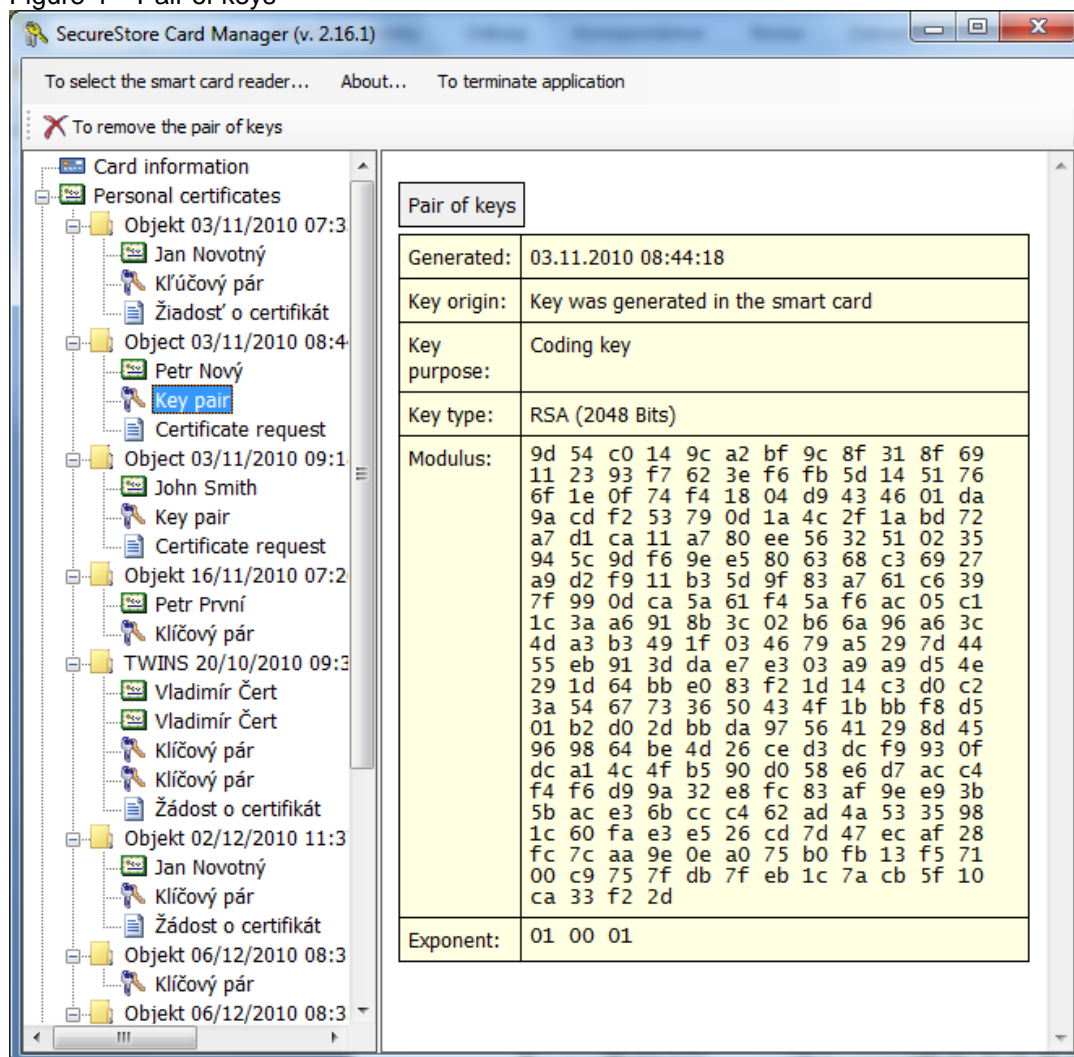 Figure 1 – Pair of keys
SecureStore Card Manager (v. 2.16.1)
To select the smart card reader... About... To terminate application
To remove the pair of keys
Card information
Personal certificates
Objekt 03/11/2010 07:3
Jan Novotný
Kľúčový pár
Žiadosť o certifikát
Object 03/11/2010 08:4
Petr Nový
Key pair
Certificate request
Object 03/11/2010 09:1
John Smith
Key pair
Certificate request
Objekt 16/11/2010 07:2
Petr První
Klíčový pár
TWINS 20/10/2010 09:3
Vladimír Čert
Vladimír Čert
Klíčový pár
Klíčový pár
Žádost o certifikát
Objekt 02/12/2010 11:3
Jan Novotný
Klíčový pár
Žádost o certifikát
Objekt 06/12/2010 08:3
Klíčový pár
Objekt 06/12/2010 08:3
Pair of keys
Generated: 03.11.2010 08:44:18
Key origin: Key was generated in the smart card
Key purpose: Coding key
Key type: RSA (2048 Bits)
Modulus: 9d 54 c0 14 9c a2 bf 9c 8f 31 8f 69
11 23 93 f7 62 3e f6 fb 5d 14 51 76
6f 1e 0f 74 f4 18 04 d9 43 46 01 da
9a cd f2 53 79 0d 1a 4c 2f 1a bd 72
a7 d1 ca 11 a7 80 ee 56 32 51 02 35
94 5c 9d f6 9e e5 80 63 68 c3 69 27
a9 d2 f9 11 b3 5d 9f 83 a7 61 c6 39
7f 99 0d ca 5a 61 f4 5a f6 ac 05 c1
1c 3a a6 91 8b 3c 02 b6 6a 96 a6 3c
4d a3 b3 49 1f 03 46 79 a5 29 7d 44
55 eb 91 3d da e7 e3 03 a9 a9 d5 4e
29 1d 64 bb e0 83 f2 1d 14 c3 d0 c2
3a 54 67 73 36 50 43 4f 1b bb f8 d5
01 b2 d0 2d bb da 97 56 41 29 8d 45
96 98 64 be 4d 26 ce d3 dc f9 93 0f
dc a1 4c 4f b5 90 d0 58 e6 d7 ac c4
f4 f6 d9 9a 32 e8 fc 83 af 9e e9 3b
5b ac e3 6b cc c4 62 ad 4a 53 35 98
1c 60 fa e3 e5 26 cd 7d 47 ec af 28
fc 7c aa 9e 0e a0 75 b0 fb 13 f5 71
00 c9 75 7f db 7f eb 1c 7a cb 5f 10
ca 33 f2 2d
Exponent: 01 00 01